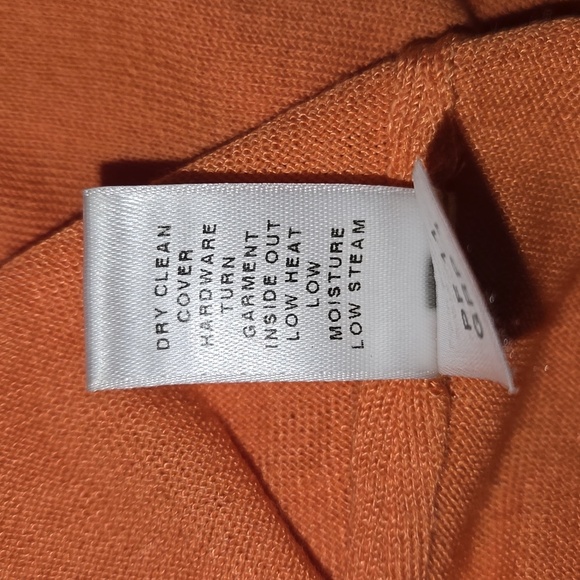 DRY CLEAN
COVER
HARDWARE
TURN
GARMENT
INSIDE OUT
LOW HEAT
LOW
MOISTURE
LOW STEAM